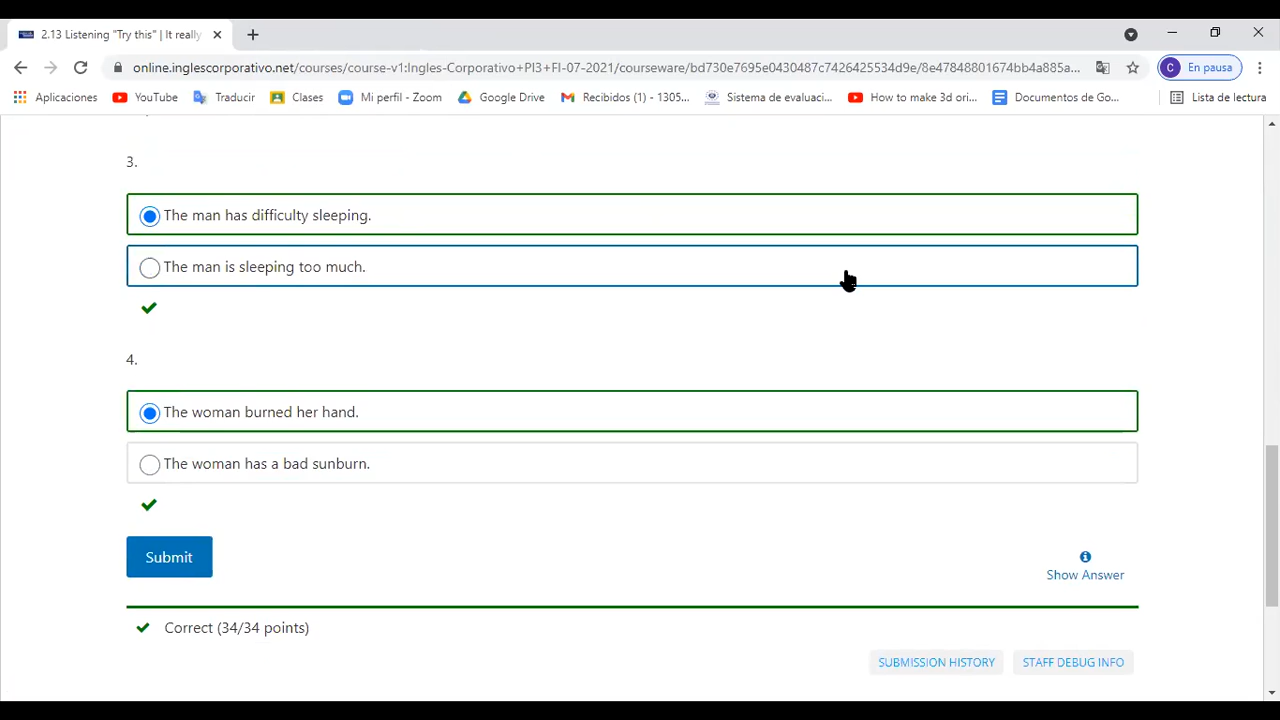 2.13 Listening "Try this" | It really
online.inglescorporativo.net/courses/course-v1:Ingles-Corporativo+PI3+FI-07-2021/courseware/bd730e7695e0430487c7426425534d9e/8e47848801674bb4a885a...
C En pausa
Aplicaciones YouTube Traducir Clases Mi perfil - Zoom Google Drive Recibidos (1) - 1305... Sistema de evaluaci... How to make 3d ori... Documentos de Go... Lista de lectura
3.
The man has difficulty sleeping.
The man is sleeping too much.
4.
The woman burned her hand.
The woman has a bad sunburn.
Submit
Show Answer
Correct (34/34 points)
SUBMISSION HISTORY STAFF DEBUG INFO